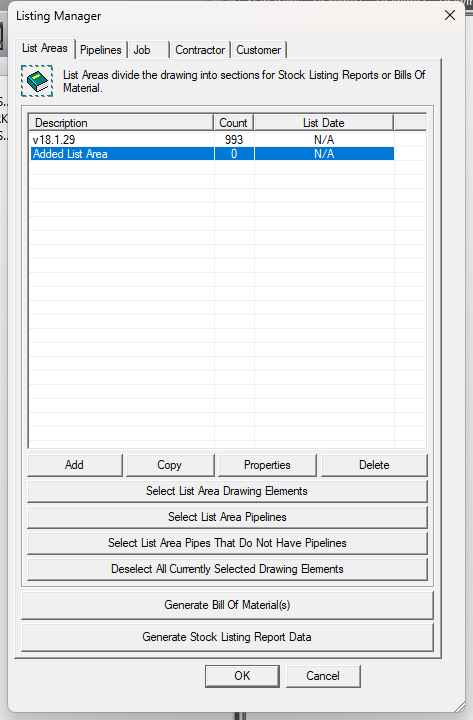 Listing Manager
List Areas Pipelines Job Contractor Customer
List Areas divide the drawing into sections for Stock Listing Reports or Bills Of
Material.
Description Count List Date
v18.1.29 993 N/A
Added List Area 0 N/A
Add Copy Properties Delete
Select List Area Drawing Elements
Select List Area Pipelines
Select List Area Pipes That Do Not Have Pipelines
Deselect All Currently Selected Drawing Elements
Generate Bill Of Material(s)
Generate Stock Listing Report Data
OK Cancel